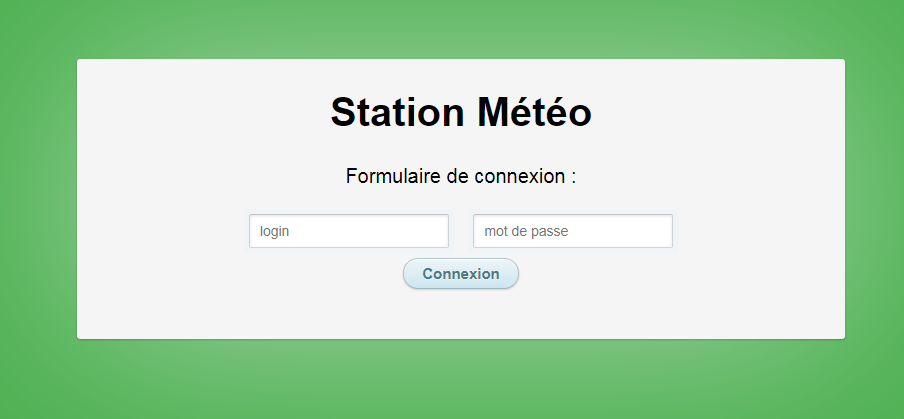 Station Météo
Formulaire de connexion :
login mot de passe
Connexion